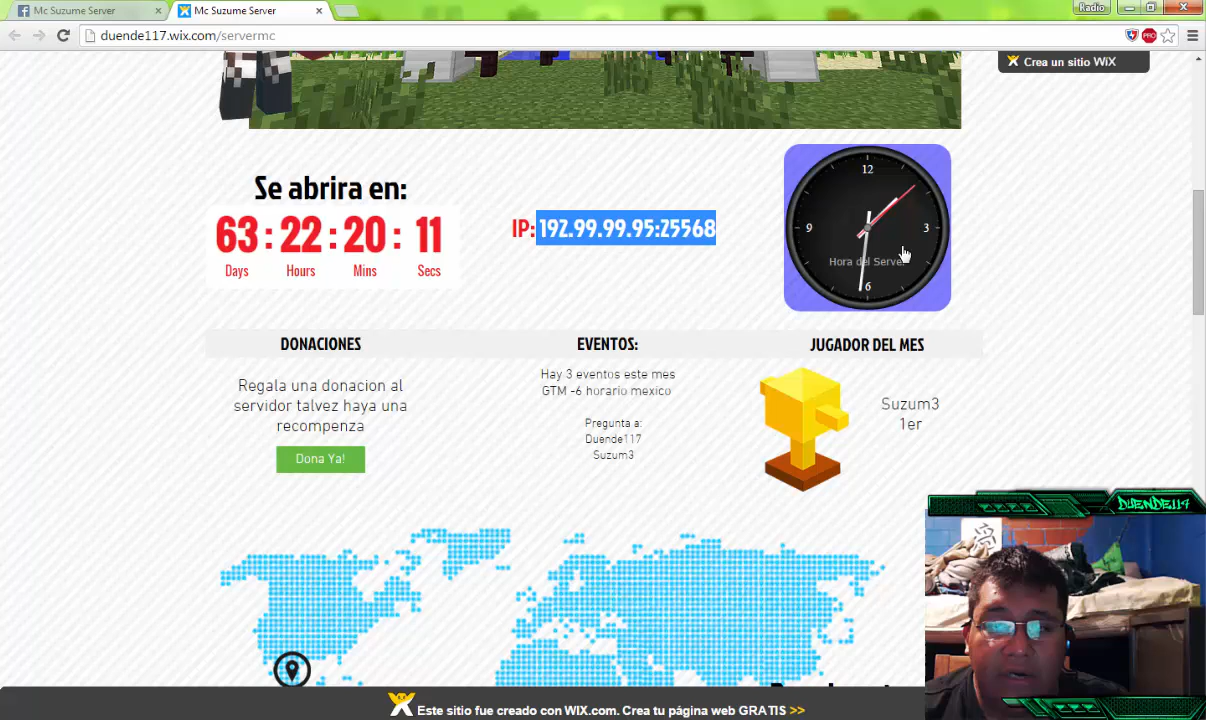 Mc Suzume Server
Mc Suzume Server
Radio
duende117.wix.com/servermc
PRO
Crea un sitio WiX
Se abrira en:
63 : 22 : 20 : 11
Days Hours Mins Secs
IP: 192.99.99.95:25568
12
9
3
6
Hora del Server
DONACIONES
Regala una donacion al
servidor talvez haya una
recompenza
Dona Ya!
EVENTOS:
Hay 3 eventos este mes
GTM -6 horario mexico
Pregunta a:
Duende117
Suzum3
JUGADOR DEL MES
Suzum3
1er
DUENDE117
Este sitio fue creado con WIX.com. Crea tu página web GRATIS >>